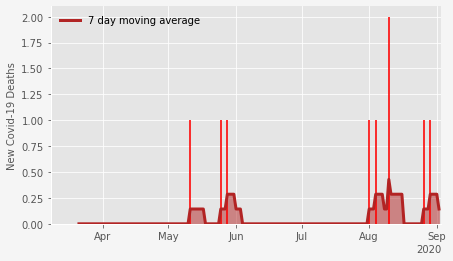 7 day moving average
New Covid-19 Deaths
2.00
1.75
1.50
1.25
1.00
0.75
0.50
0.25
0.00
Apr
May
Jun
Jul
Aug
Sep
2020